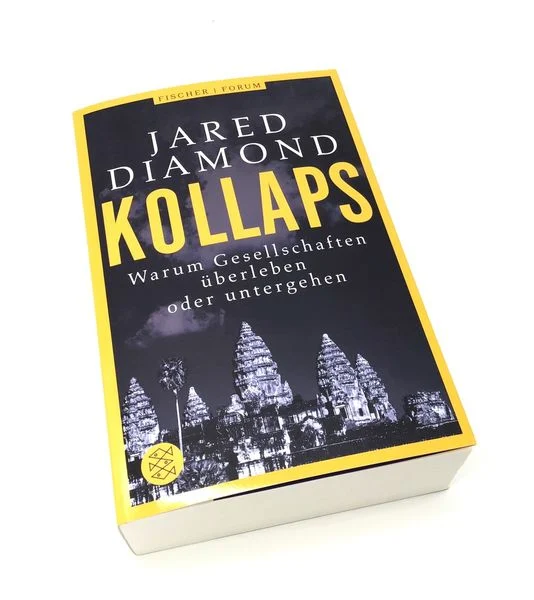 FISCHER | FORUM
JARED
DIAMOND
KOLLAPS
Warum Gesellschaften
überleben
oder untergehen